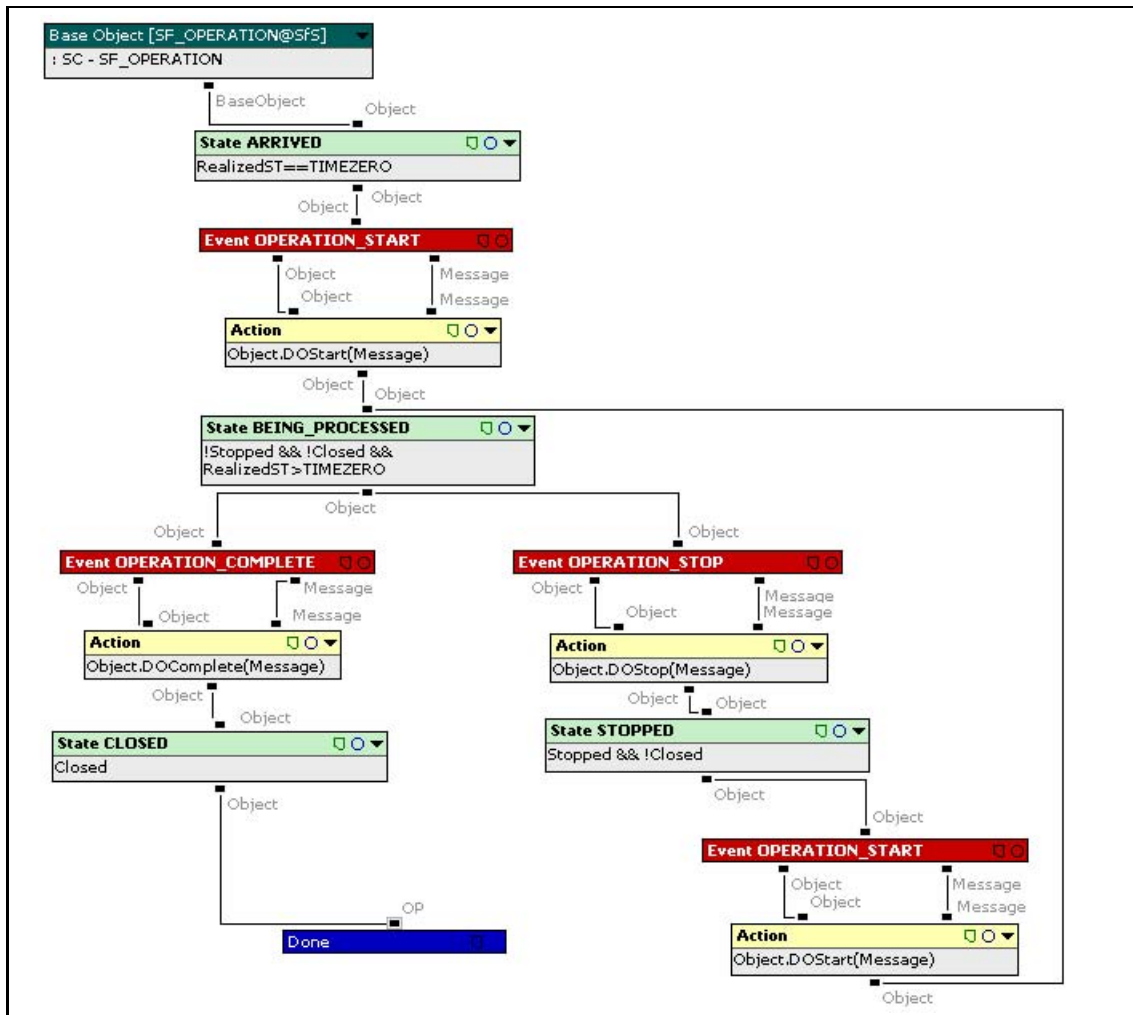 Base Object [SF_OPERATION@SfS]
: SC - SF_OPERATION
BaseObject
Object
State ARRIVED
RealizedST==TIMEZERO
Object
Object
Event OPERATION_START
Object
Message
Object
Message
Action
Object.DOStart(Message)
Object
Object
State BEING_PROCESSED
!Stopped && !Closed &&
RealizedST>TIMEZERO
Object
Object
Object
Event OPERATION_COMPLETE
Event OPERATION_STOP
Object
Message
Object
Message
Object
Message
Object
Message
Action
Object.DOComplete(Message)
Action
Object.DOStop(Message)
Object
Object
Object
Object
State CLOSED
Closed
State STOPPED
Stopped && !Closed
Object
Object
Object
Event OPERATION_START
Object
Message
Object
Message
OP
Done
Action
Object.DOStart(Message)
Object